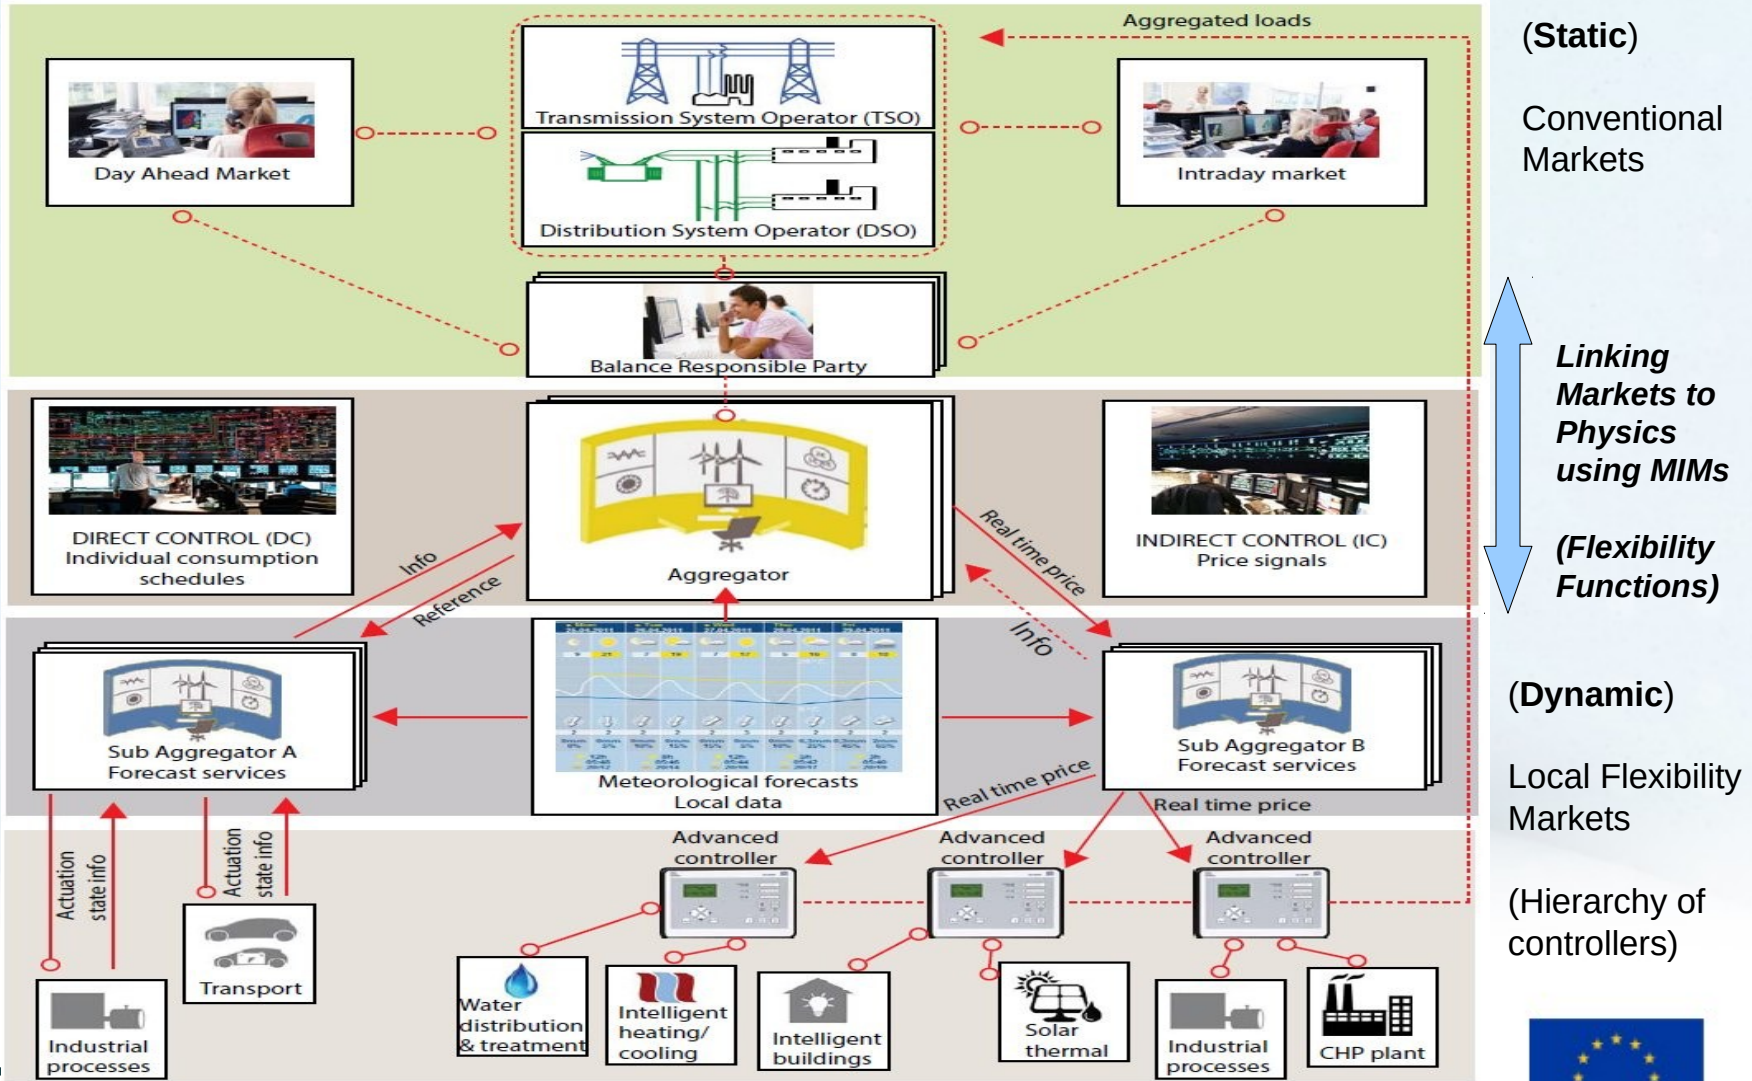 Aggregated loads
(Static)
Conventional
Markets
Transmission System Operator (TSO)
Day Ahead Market
Intraday market
Distribution System Operator (DSO)
Balance Responsible Party
Linking
Markets to
Physics
using MIMs
(Flexibility
Functions)
DIRECT CONTROL (DC)
Individual consumption
schedules
Info
Reference
Aggregator
Real time price
Info
INDIRECT CONTROL (IC)
Price signals
Sub Aggregator A
Forecast services
Meteorological forecasts
Local data
Sub Aggregator B
Forecast services
(Dynamic)
Local Flexibility
Markets
(Hierarchy of
controllers)
Real time price
Real time price
Actuation
state info
Actuation
state info
Advanced
controller
Advanced
controller
Advanced
controller
Transport
Industrial
processes
Water
distribution
& treatment
Intelligent
heating/
cooling
Intelligent
buildings
Solar
thermal
Industrial
processes
CHP plant